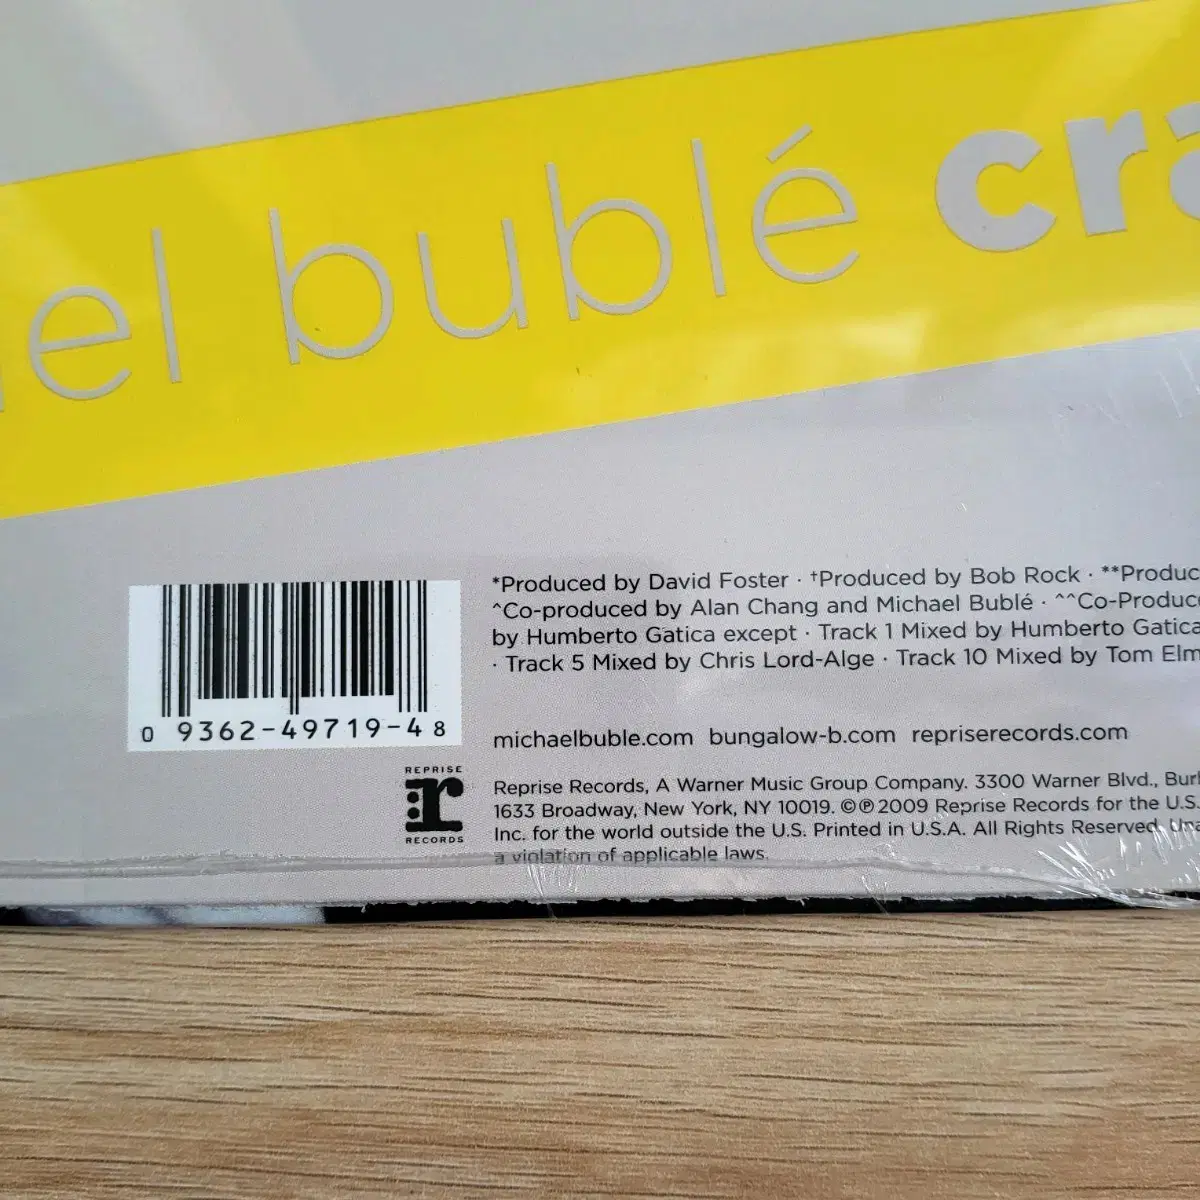 el bublé cra
*Produced by David Foster · †Produced by Bob Rock · **Produc
^Co-produced by Alan Chang and Michael Bublé · ^^Co-Produc
by Humberto Gatica except · Track 1 Mixed by Humberto Gatica
· Track 5 Mixed by Chris Lord-Alge · Track 10 Mixed by Tom Elm
0 9362-49719-4 8
michaelbuble.com bungalow-b.com repriserecords.com
REPRISE
r
RECORDS
Reprise Records, A Warner Music Group Company. 3300 Warner Blvd., Bur
1633 Broadway, New York, NY 10019. ©℗2009 Reprise Records for the U.S.
Inc. for the world outside the U.S. Printed in U.S.A. All Rights Reserved. Una
a violation of applicable laws.